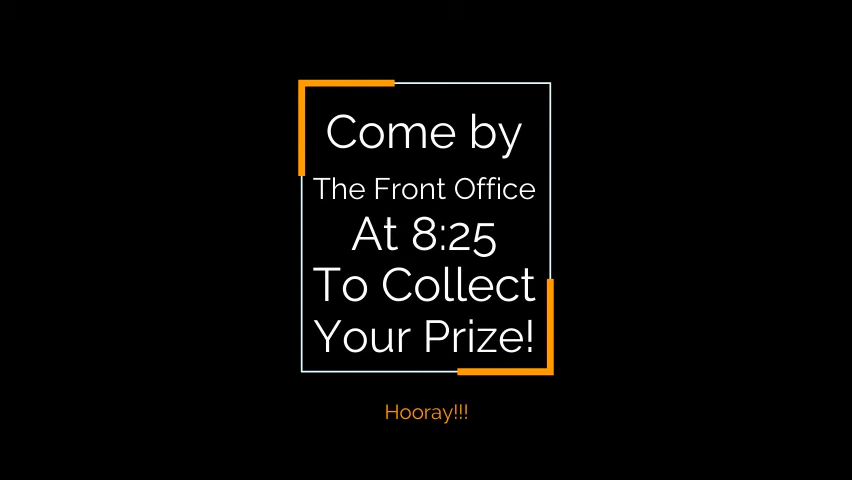 Come by
The Front Office
At 8:25
To Collect
Your Prize!
Hooray!!!